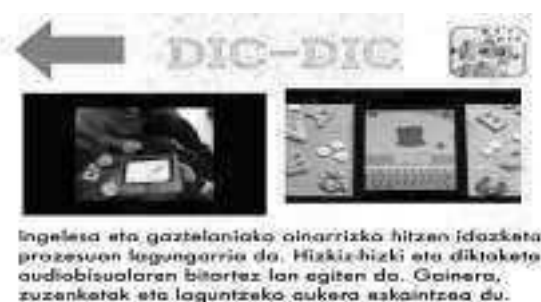 DIC-DIC
Ingelesa eta gaztelaniako oinarrizko hitzen idazketa
prozesuan lagungarria da. Hizkiz-hizki eta diktaketa
audiobisualaren bitartez lan egiten da. Gainera,
zuzenketak eta laguntzeko aukera eskaintzea du